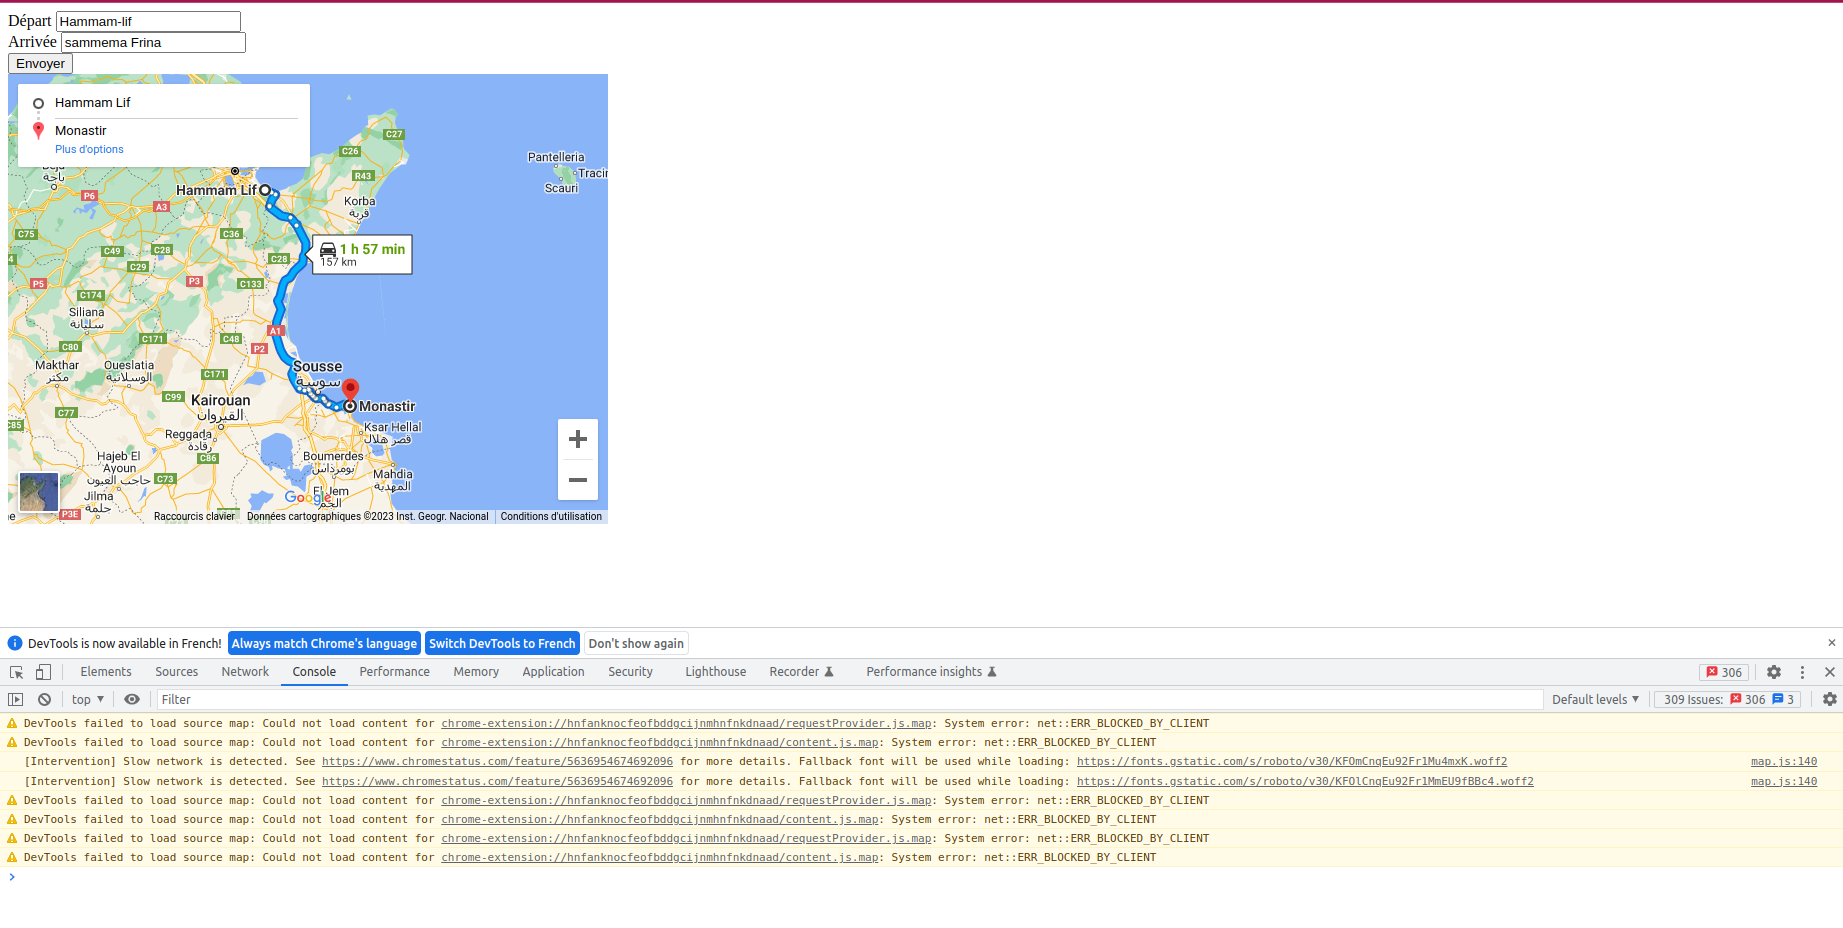 Départ Hammam-lif
Arrivée sammema Frina
Envoyer
Hammam Lif
Monastir
Plus d'options
C27
C26
Pantelleria
Tracin
Scauri
R43
باجة
P6
A3
Hammam Lif
Korba
قربة
C75
C36
C49
C28
C29
C28
1 h 57 min
157 km
P5
P3
C133
C174
Siliana
سليانة
A1
C171
C48
C80
P2
Makthar
مكثر
Oueslatia
الوسلاتية
Sousse
سوسة
C171
C99
Kairouan
القيروان
Monastir
C77
C85
Reggada
رقادة
Ksar Hellal
قصر هلال
C86
Hajeb El
Ayoun
حاجب العيون
Boumerdes
بومرداس
C73
Mahdia
المهدية
Jilma
جلمة
Google
El Jem
الجم
P3E
Raccourcis clavier Données cartographiques ©2023 Inst. Geogr. Nacional Conditions d'utilisation
DevTools is now available in French! Always match Chrome's language Switch DevTools to French Don't show again
Elements Sources Network Console Performance Memory Application Security Lighthouse Recorder Performance insights 306
top Filter Default levels 309 Issues: 306 3
DevTools failed to load source map: Could not load content for chrome-extension://hnfanknocfeofbddgcijnmhnfnkdnaad/requestProvider.js.map: System error: net::ERR_BLOCKED_BY_CLIENT
DevTools failed to load source map: Could not load content for chrome-extension://hnfanknocfeofbddgcijnmhnfnkdnaad/content.js.map: System error: net::ERR_BLOCKED_BY_CLIENT
[Intervention] Slow network is detected. See https://www.chromestatus.com/feature/5636954674692096 for more details. Fallback font will be used while loading: https://fonts.gstatic.com/s/roboto/v30/KFOmCnqEu92Fr1Mu4mxK.woff2 map.js:140
[Intervention] Slow network is detected. See https://www.chromestatus.com/feature/5636954674692096 for more details. Fallback font will be used while loading: https://fonts.gstatic.com/s/roboto/v30/KFOlCnqEu92Fr1MmEU9fBBc4.woff2 map.js:140
DevTools failed to load source map: Could not load content for chrome-extension://hnfanknocfeofbddgcijnmhnfnkdnaad/requestProvider.js.map: System error: net::ERR_BLOCKED_BY_CLIENT
DevTools failed to load source map: Could not load content for chrome-extension://hnfanknocfeofbddgcijnmhnfnkdnaad/content.js.map: System error: net::ERR_BLOCKED_BY_CLIENT
DevTools failed to load source map: Could not load content for chrome-extension://hnfanknocfeofbddgcijnmhnfnkdnaad/requestProvider.js.map: System error: net::ERR_BLOCKED_BY_CLIENT
DevTools failed to load source map: Could not load content for chrome-extension://hnfanknocfeofbddgcijnmhnfnkdnaad/content.js.map: System error: net::ERR_BLOCKED_BY_CLIENT